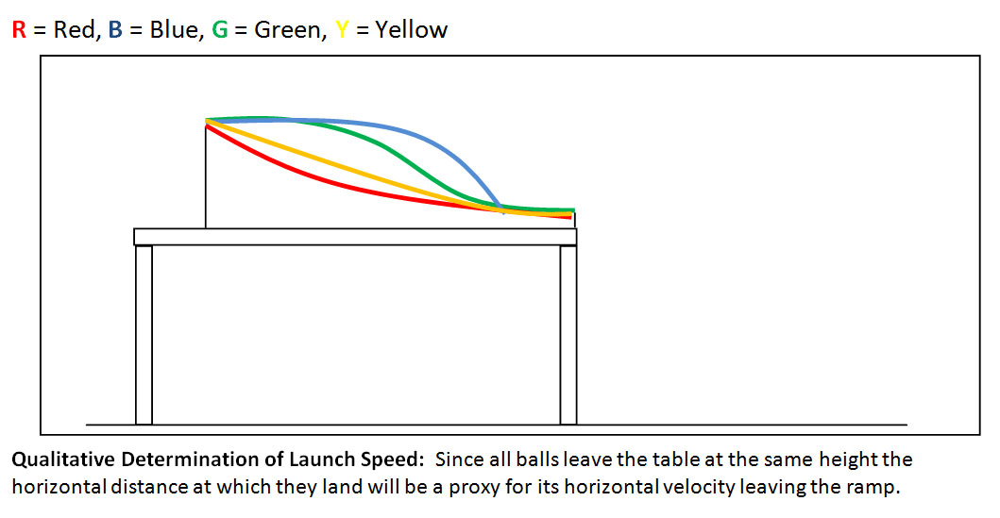 R = Red, B = Blue, G = Green, Y = Yellow
Qualitative Determination of Launch Speed: Since all balls leave the table at the same height the
horizontal distance at which they land will be a proxy for its horizontal velocity leaving the ramp.